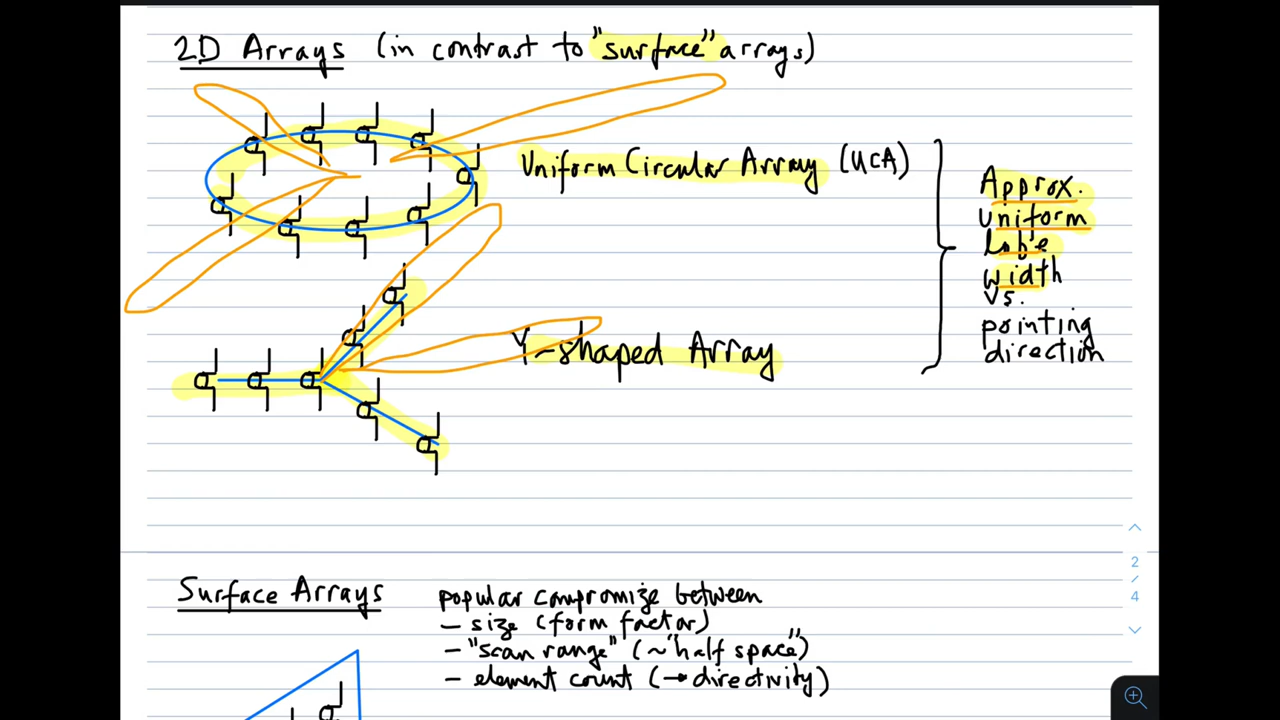 2D Arrays (in contrast to "surface" arrays)
Uniform Circular Array (UCA)
Approx.
uniform
lobe
width
vs.
pointing
direction
Y-shaped Array
2
/
4
Surface Arrays
popular compromize between
- size (form factor)
- "scan range" (~"half space")
- element count (→ directivity)